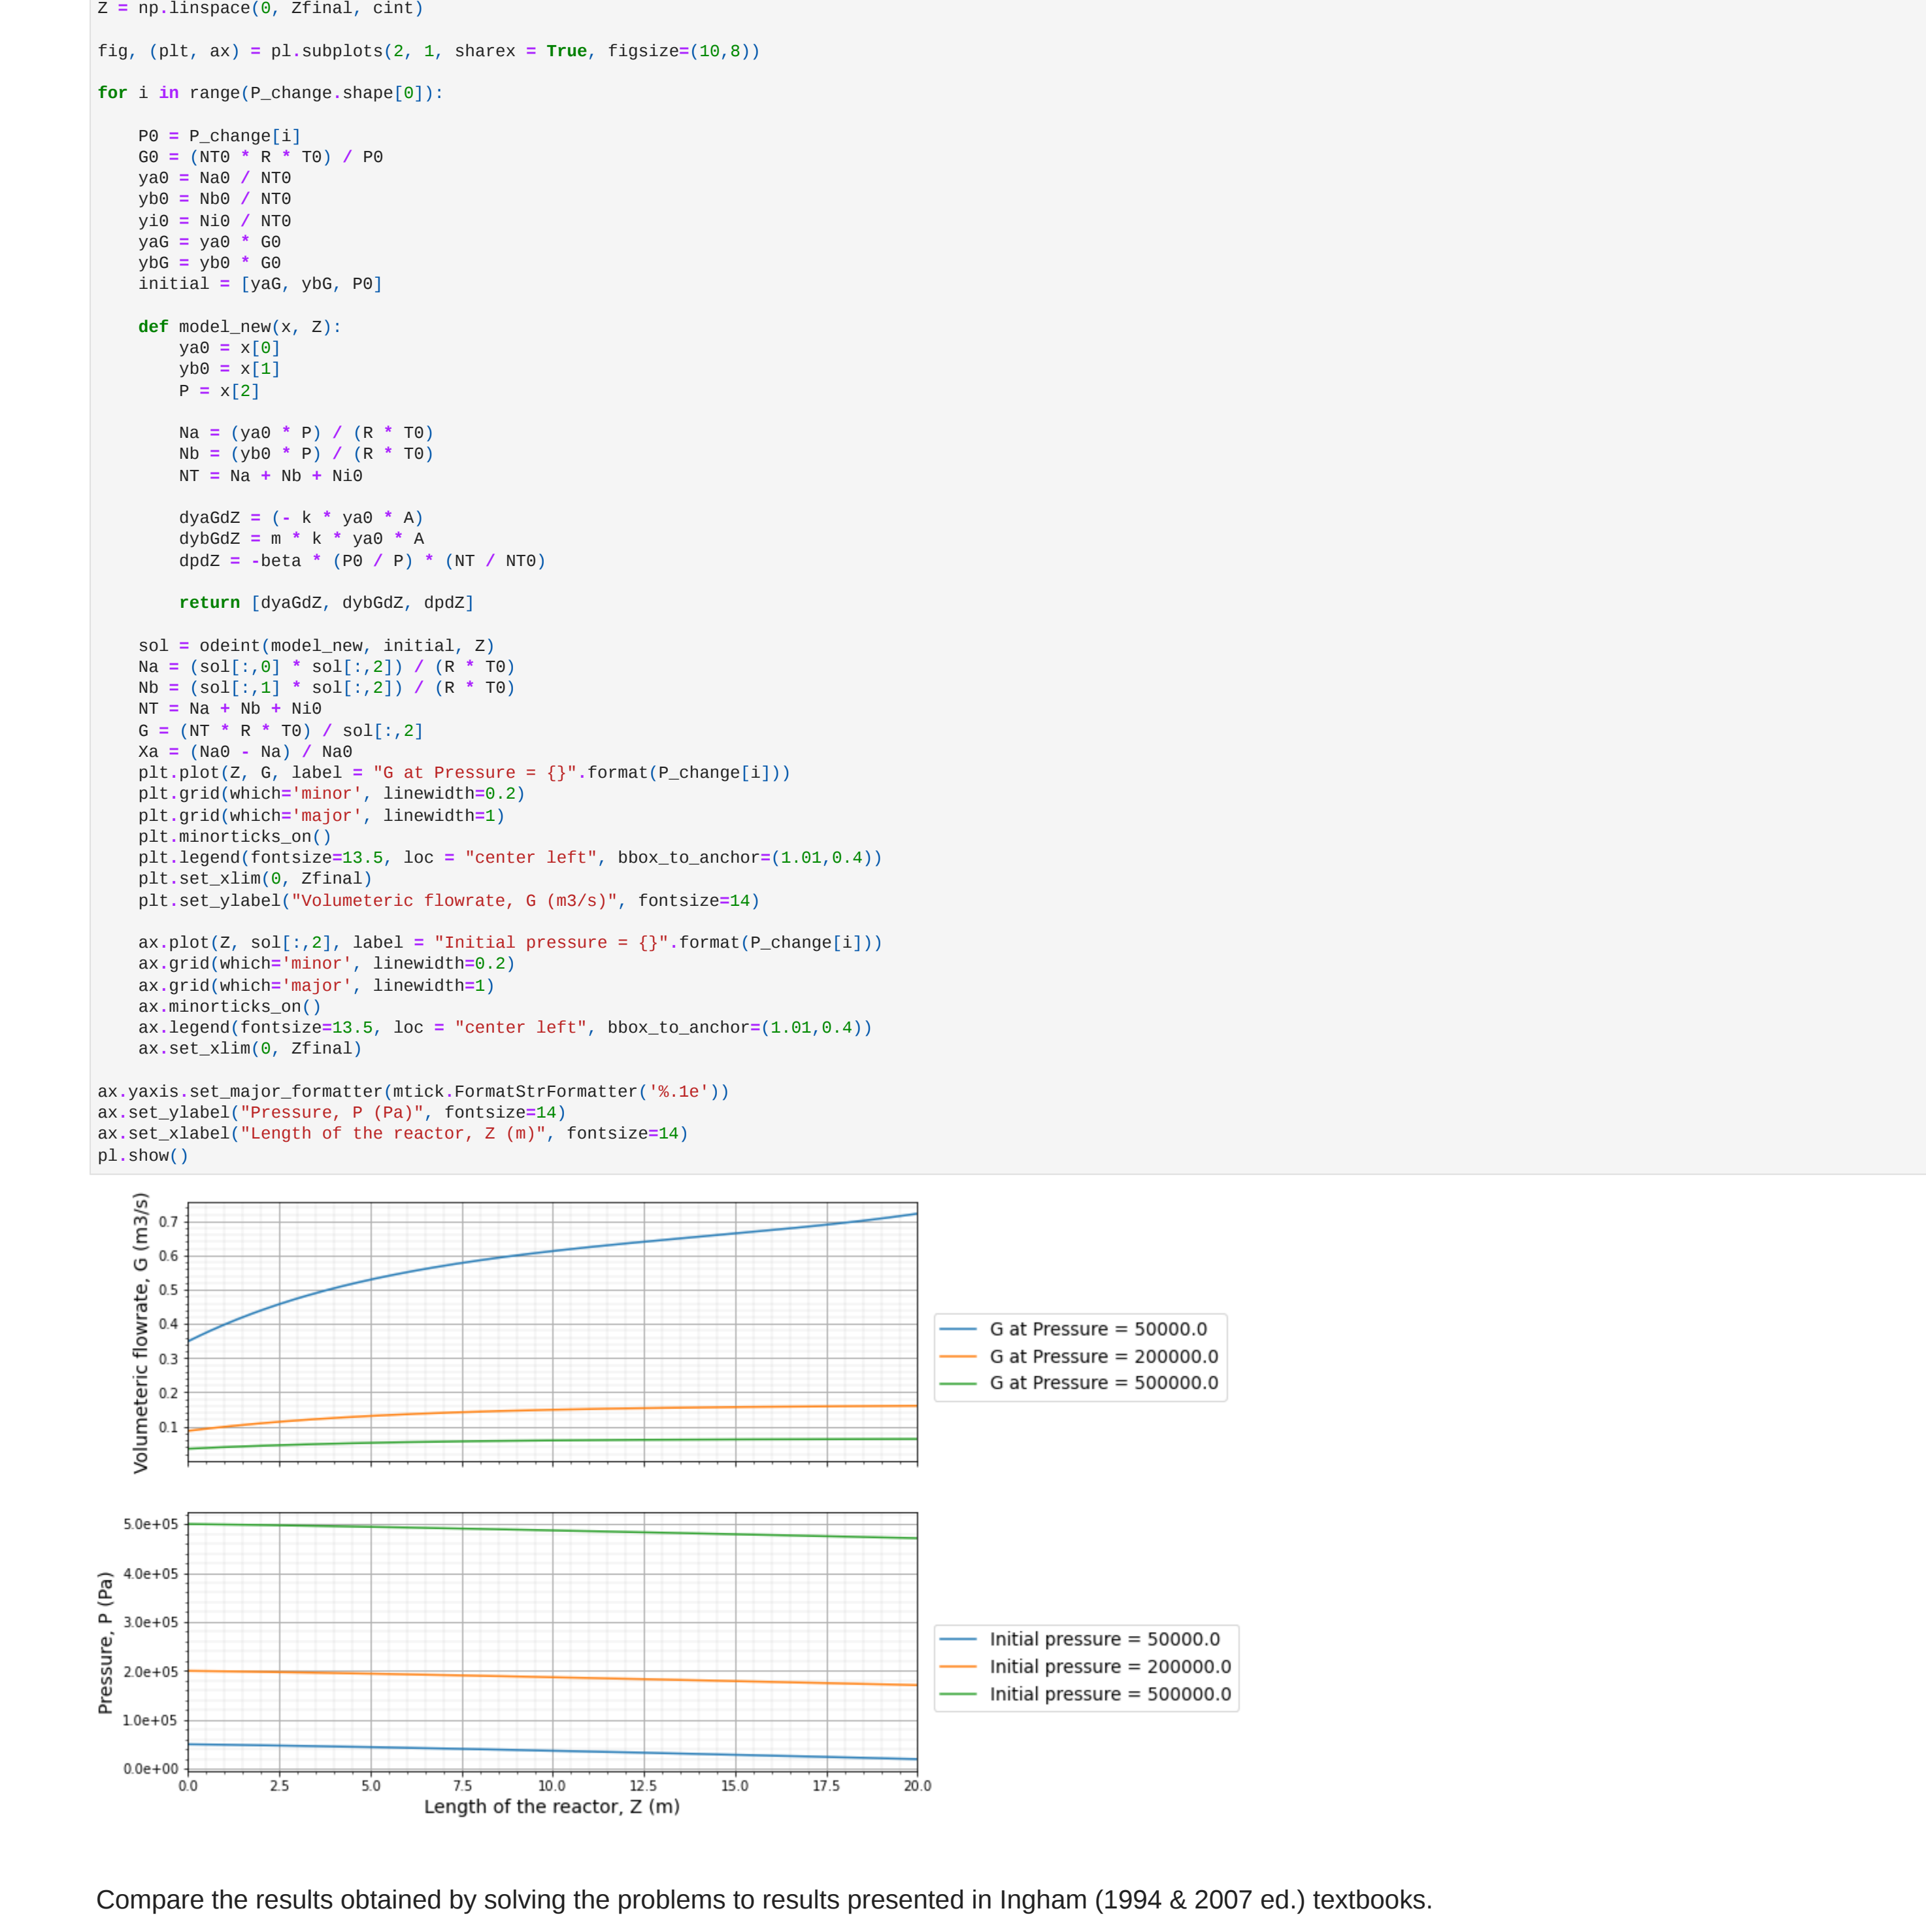 Z = np.linspace(0, Zfinal, cint)
fig, (plt, ax) = pl.subplots(2, 1, sharex = True, figsize=(10,8))
for i in range(P_change.shape[0]):
    P0 = P_change[i]
    G0 = (NT0 * R * T0) / P0
    ya0 = Na0 / NT0
    yb0 = Nb0 / NT0
    yi0 = Ni0 / NT0
    yaG = ya0 * G0
    ybG = yb0 * G0
    initial = [yaG, ybG, P0]
    def model_new(x, Z):
        ya0 = x[0]
        yb0 = x[1]
        P = x[2]
        Na = (ya0 * P) / (R * T0)
        Nb = (yb0 * P) / (R * T0)
        NT = Na + Nb + Ni0
        dyaGdZ = (- k * ya0 * A)
        dybGdZ = m * k * ya0 * A
        dpdZ = -beta * (P0 / P) * (NT / NT0)
        return [dyaGdZ, dybGdZ, dpdZ]
    sol = odeint(model_new, initial, Z)
    Na = (sol[:,0] * sol[:,2]) / (R * T0)
    Nb = (sol[:,1] * sol[:,2]) / (R * T0)
    NT = Na + Nb + Ni0
    G = (NT * R * T0) / sol[:,2]
    Xa = (Na0 - Na) / Na0
    plt.plot(Z, G, label = "G at Pressure = {}".format(P_change[i]))
    plt.grid(which='minor', linewidth=0.2)
    plt.grid(which='major', linewidth=1)
    plt.minorticks_on()
    plt.legend(fontsize=13.5, loc = "center left", bbox_to_anchor=(1.01,0.4))
    plt.set_xlim(0, Zfinal)
    plt.set_ylabel("Volumeteric flowrate, G (m3/s)", fontsize=14)
    ax.plot(Z, sol[:,2], label = "Initial pressure = {}".format(P_change[i]))
    ax.grid(which='minor', linewidth=0.2)
    ax.grid(which='major', linewidth=1)
    ax.minorticks_on()
    ax.legend(fontsize=13.5, loc = "center left", bbox_to_anchor=(1.01,0.4))
    ax.set_xlim(0, Zfinal)
ax.yaxis.set_major_formatter(mtick.FormatStrFormatter('%.1e'))
ax.set_ylabel("Pressure, P (Pa)", fontsize=14)
ax.set_xlabel("Length of the reactor, Z (m)", fontsize=14)
pl.show()
Volumeteric flowrate, G (m3/s)
0.7
0.6
0.5
0.4
0.3
0.2
0.1
G at Pressure = 50000.0
G at Pressure = 200000.0
G at Pressure = 500000.0
Pressure, P (Pa)
5.0e+05
4.0e+05
3.0e+05
2.0e+05
1.0e+05
0.0e+00
Initial pressure = 50000.0
Initial pressure = 200000.0
Initial pressure = 500000.0
0.0 2.5 5.0 7.5 10.0 12.5 15.0 17.5 20.0
Length of the reactor, Z (m)
Compare the results obtained by solving the problems to results presented in Ingham (1994 & 2007 ed.) textbooks.